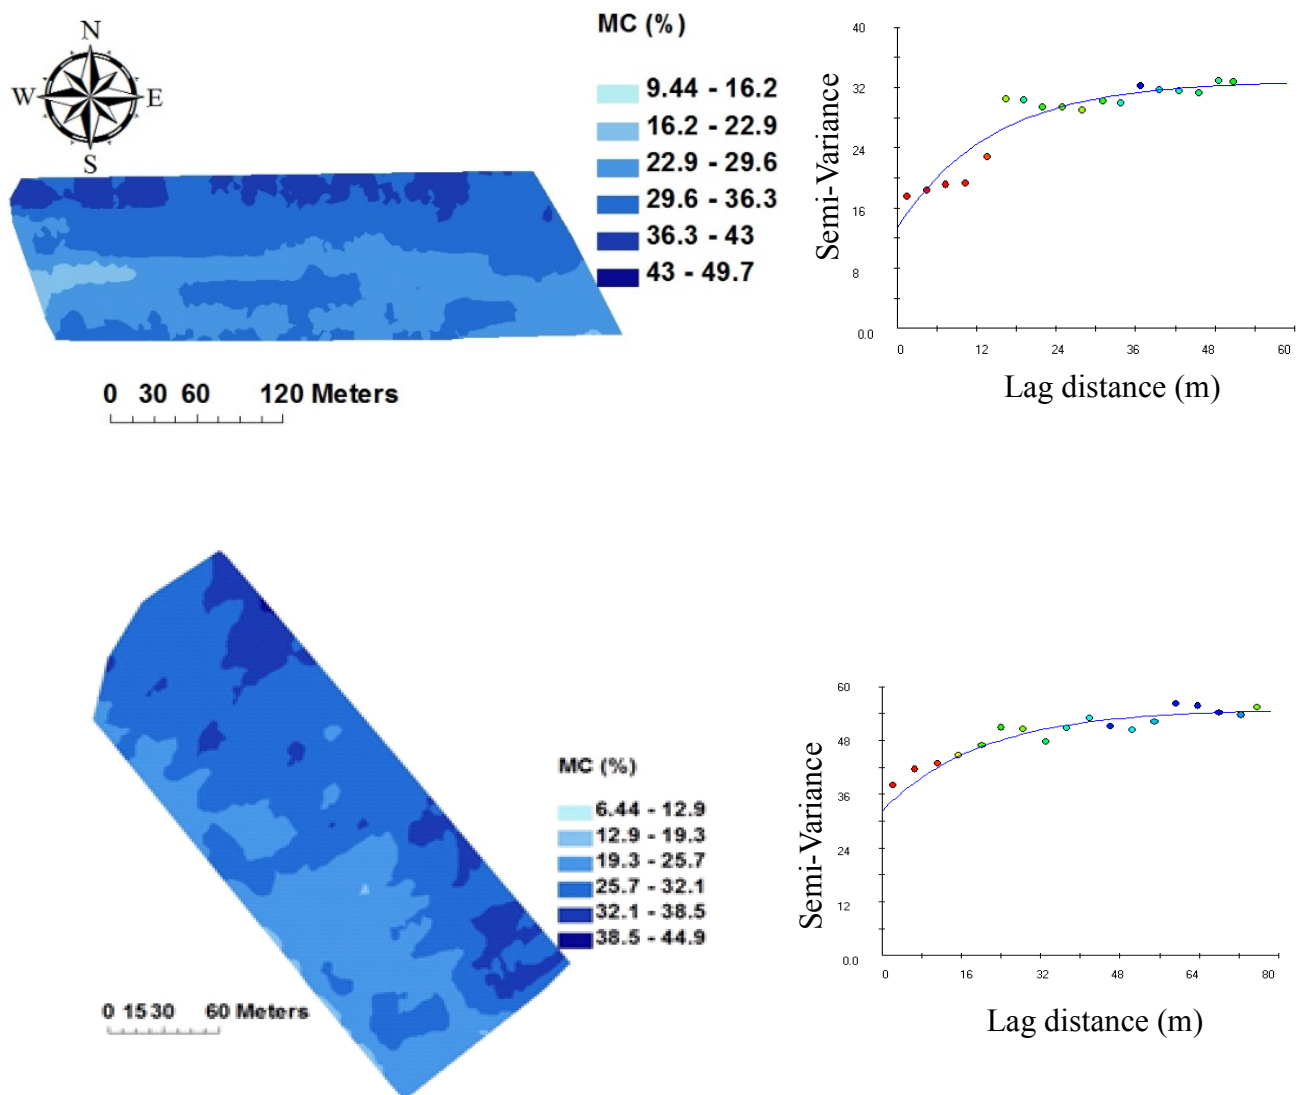 N
W E
S
MC (%)
9.44 - 16.2
16.2 - 22.9
22.9 - 29.6
29.6 - 36.3
36.3 - 43
43 - 49.7
0 30 60 120 Meters
Semi-Variance
40
32
24
16
8
0.0
0 12 24 36 48 60
Lag distance (m)
MC (%)
6.44 - 12.9
12.9 - 19.3
19.3 - 25.7
25.7 - 32.1
32.1 - 38.5
38.5 - 44.9
0 15 30 60 Meters
Semi-Variance
60
48
36
24
12
0.0
0 16 32 48 64 80
Lag distance (m)